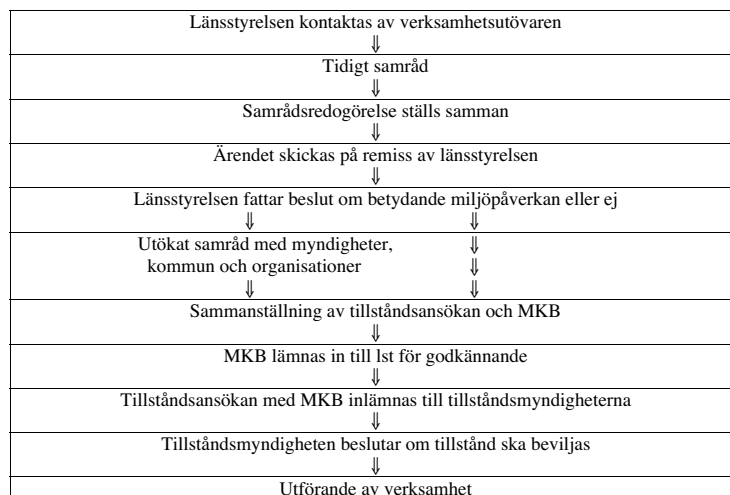 Länsstyrelsen kontaktas av verksamhetsutövaren
⇓
Tidigt samråd
⇓
Samrådsredogörelse ställs samman
⇓
Ärendet skickas på remiss av länsstyrelsen
⇓
Länsstyrelsen fattar beslut om betydande miljöpåverkan eller ej
⇓ ⇓
Utökat samråd med myndigheter, ⇓
kommun och organisationer ⇓
⇓ ⇓
Sammanställning av tillståndsansökan och MKB
⇓
MKB lämnas in till lst för godkännande
⇓
Tillståndsansökan med MKB inlämnas till tillståndsmyndigheterna
⇓
Tillståndsmyndigheten beslutar om tillstånd ska beviljas
⇓
Utförande av verksamhet